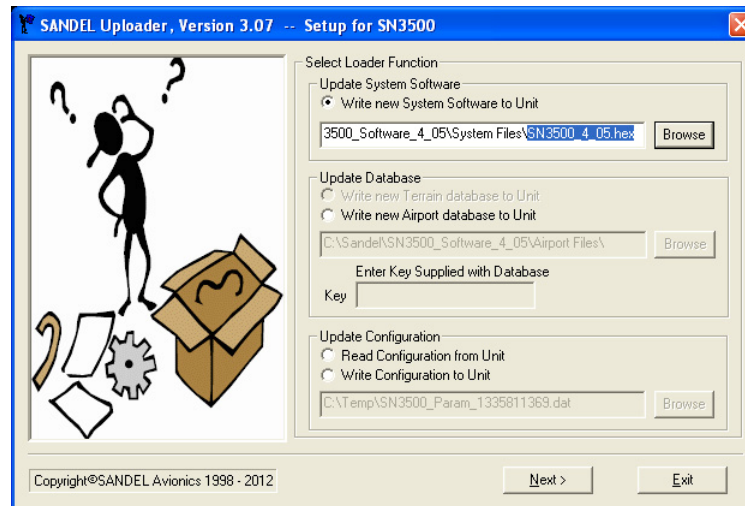 SANDEL Uploader, Version 3.07 -- Setup for SN3500
Select Loader Function
Update System Software
Write new System Software to Unit
3500_Software_4_05\System Files\SN3500_4_05.hex
Browse
Update Database
Write new Terrain database to Unit
Write new Airport database to Unit
C:\Sandel\SN3500_Software_4_05\Airport Files\
Browse
Enter Key Supplied with Database
Key
Update Configuration
Read Configuration from Unit
Write Configuration to Unit
C:\Temp\SN3500_Param_1335811369.dat
Browse
Copyright©SANDEL Avionics 1998 - 2012
Next >
Exit